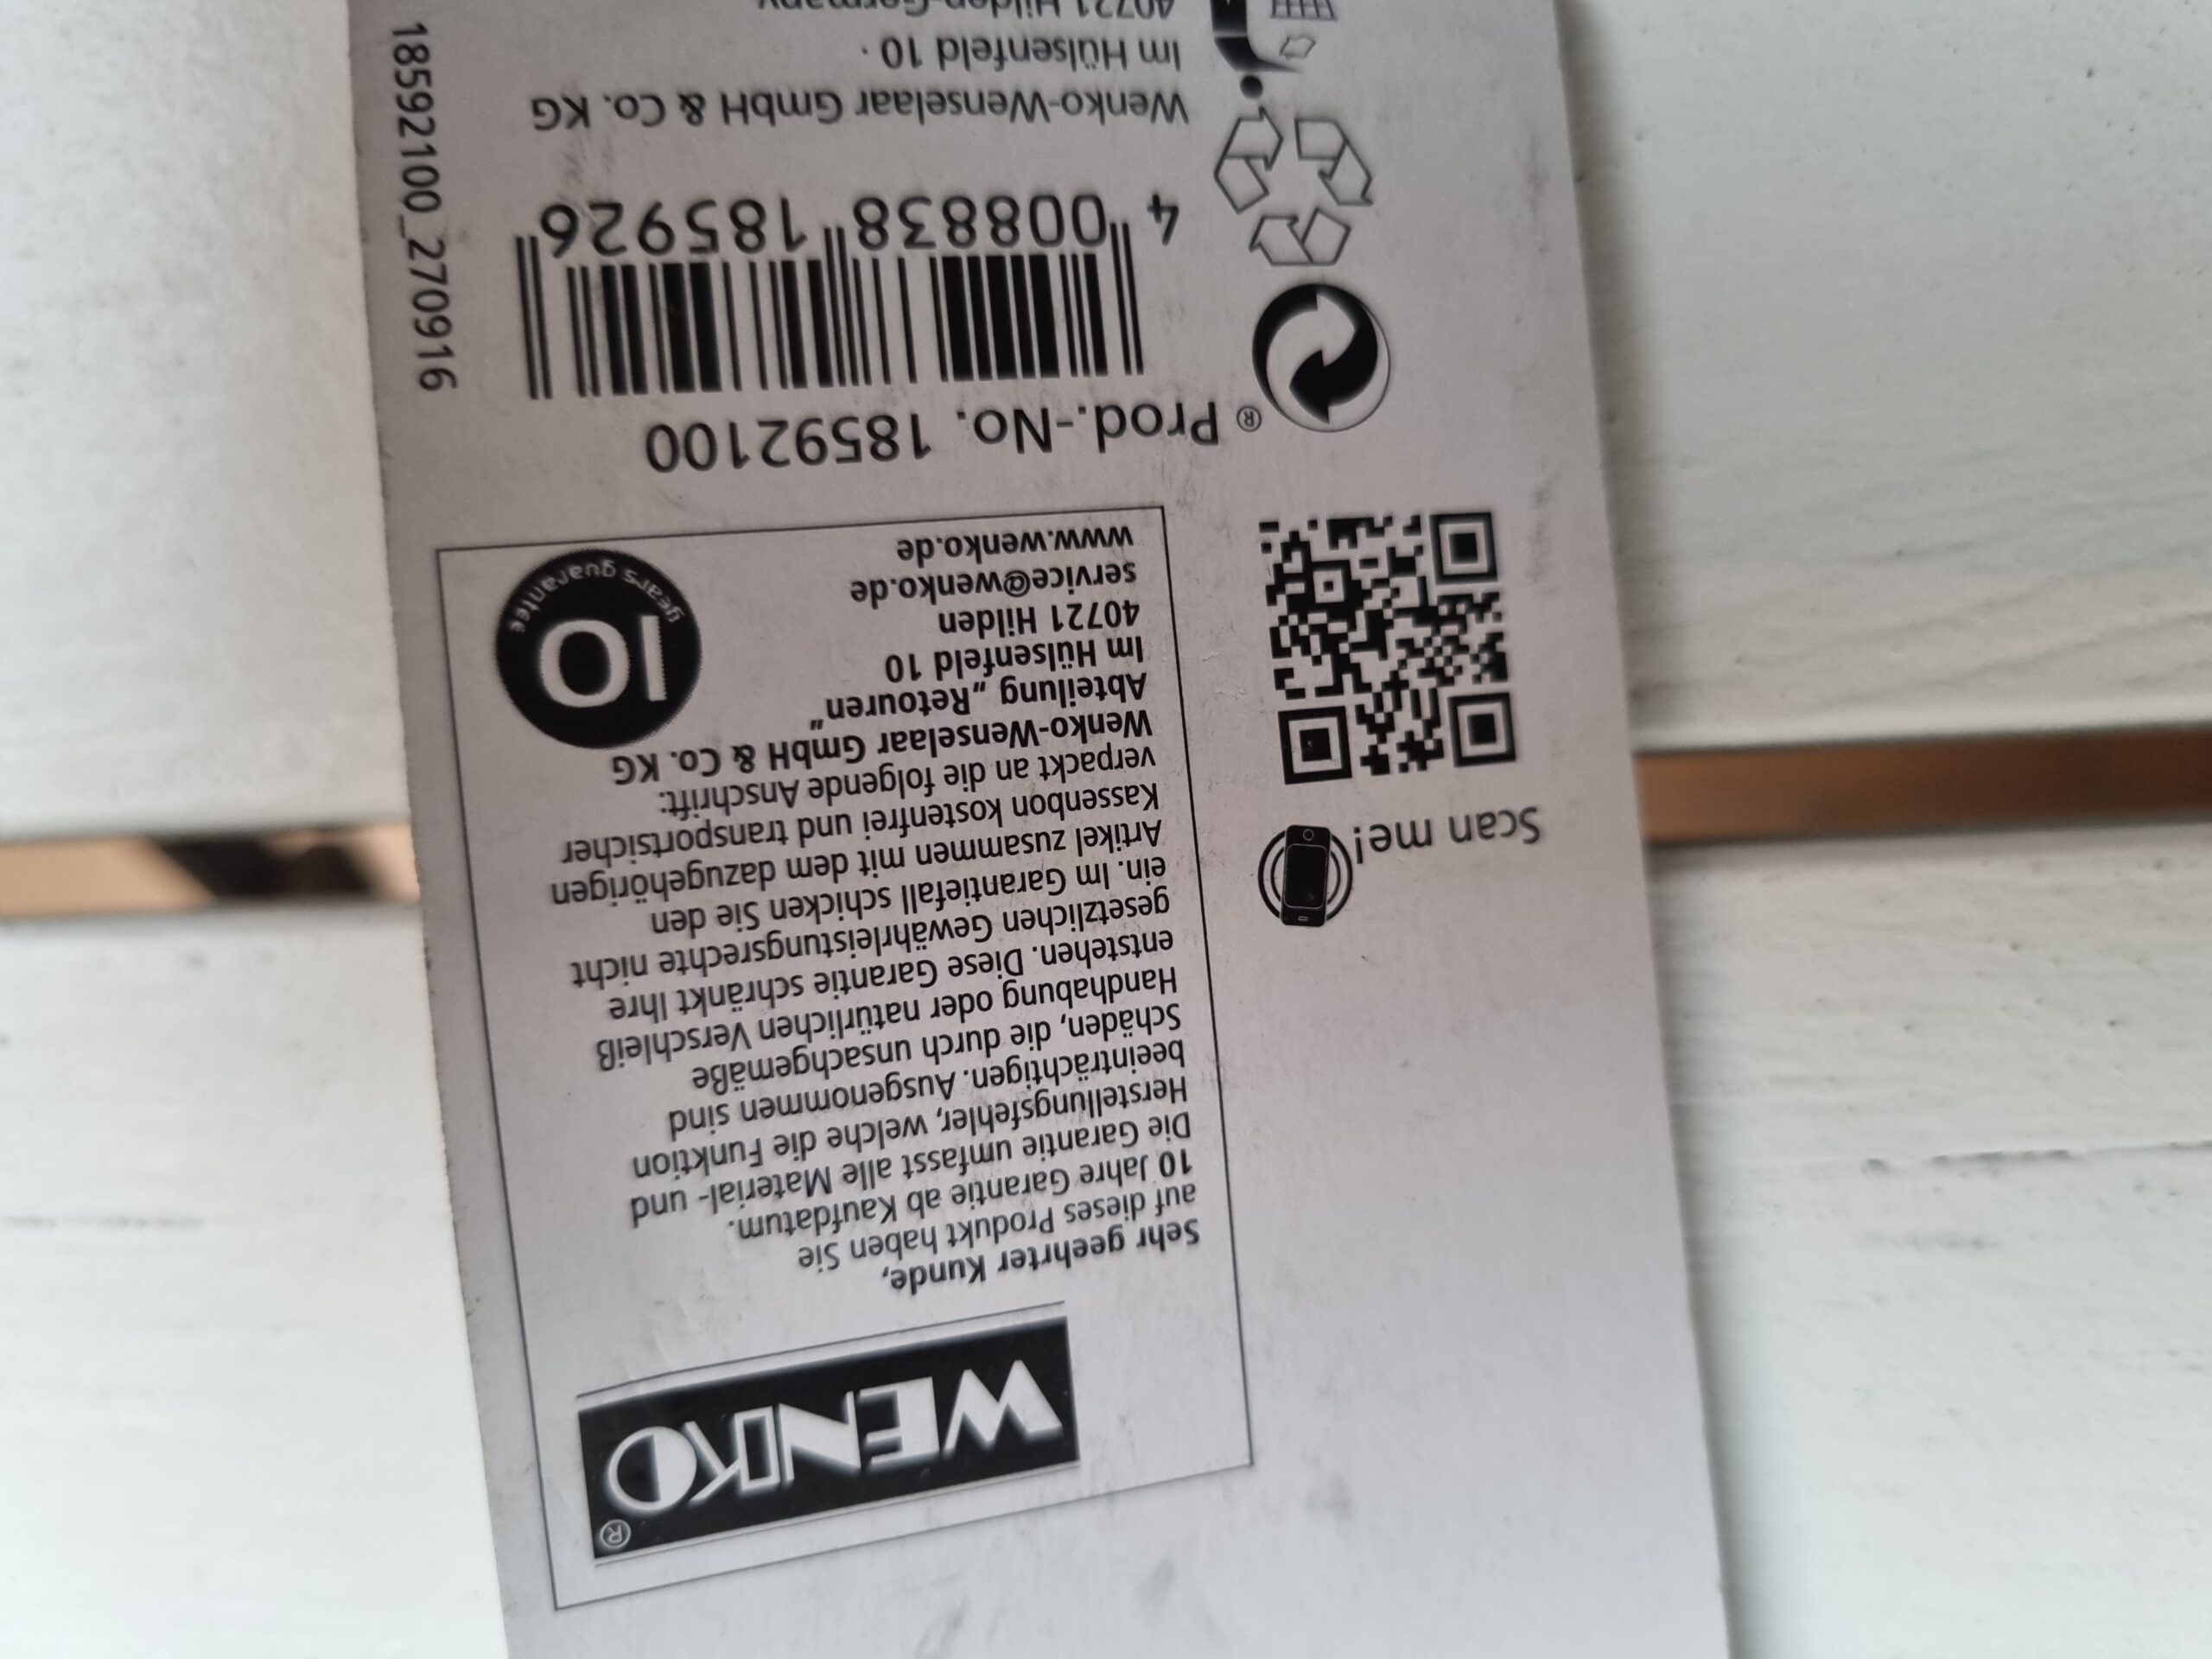 WENKO®
Sehr geehrter Kunde,
auf dieses Produkt haben Sie
10 Jahre Garantie ab Kaufdatum.
Die Garantie umfasst alle Material- und
Herstellungsfehler, welche die Funktion
beeinträchtigen. Ausgenommen sind
Schäden, die durch unsachgemäße
Handhabung oder natürlichen Verschleiß
entstehen. Diese Garantie schränkt Ihre
gesetzlichen Gewährleistungsrechte nicht
ein. Im Garantiefall schicken Sie den
Artikel zusammen mit dem dazugehörigen
Kassenbon kostenfrei und transportsicher
verpackt an die folgende Anschrift:
Wenko-Wenselaar GmbH & Co. KG
Abteilung „Retouren“
Im Hülsenfeld 10
40721 Hilden
service@wenko.de
www.wenko.de
10
years guarantee
Scan me!
® Prod.-No. 18592100
4 008838 185926
Wenko-Wenselaar GmbH & Co. KG
Im Hülsenfeld 10 ·
40721 Hilden-Germany
18592100_270916